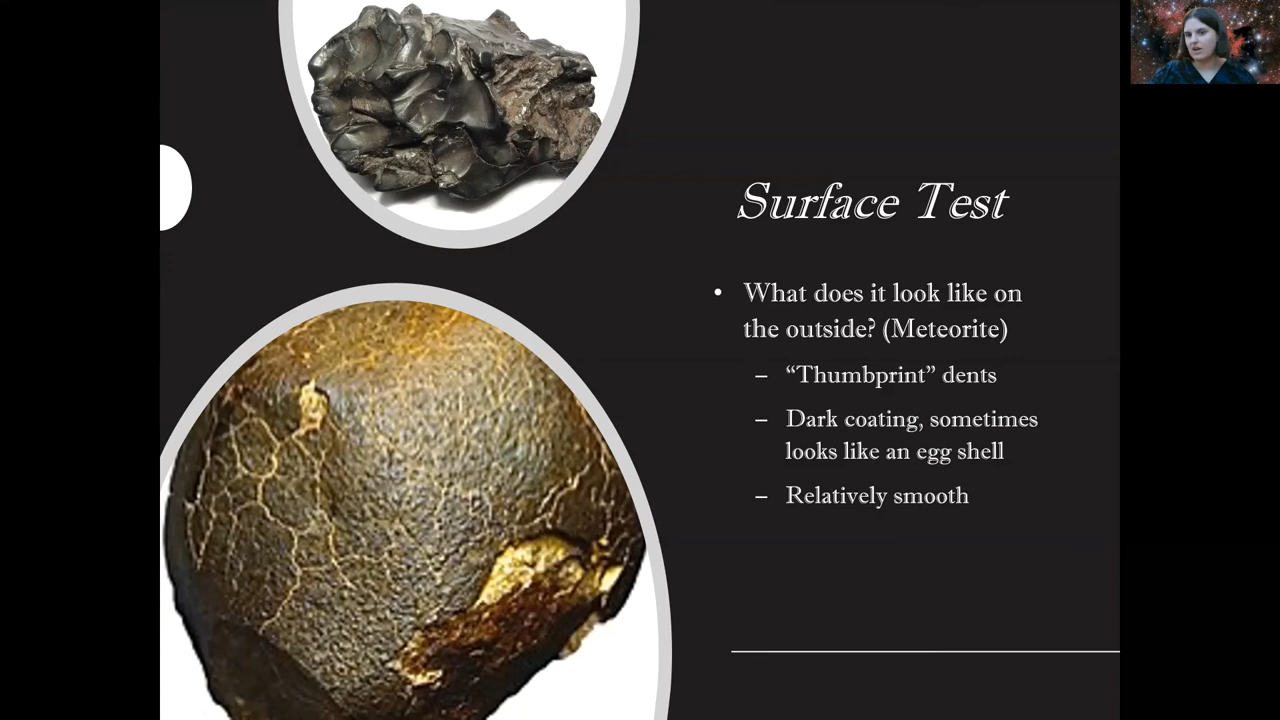 Surface Test
• What does it look like on
the outside? (Meteorite)
– “Thumbprint” dents
– Dark coating, sometimes
looks like an egg shell
– Relatively smooth